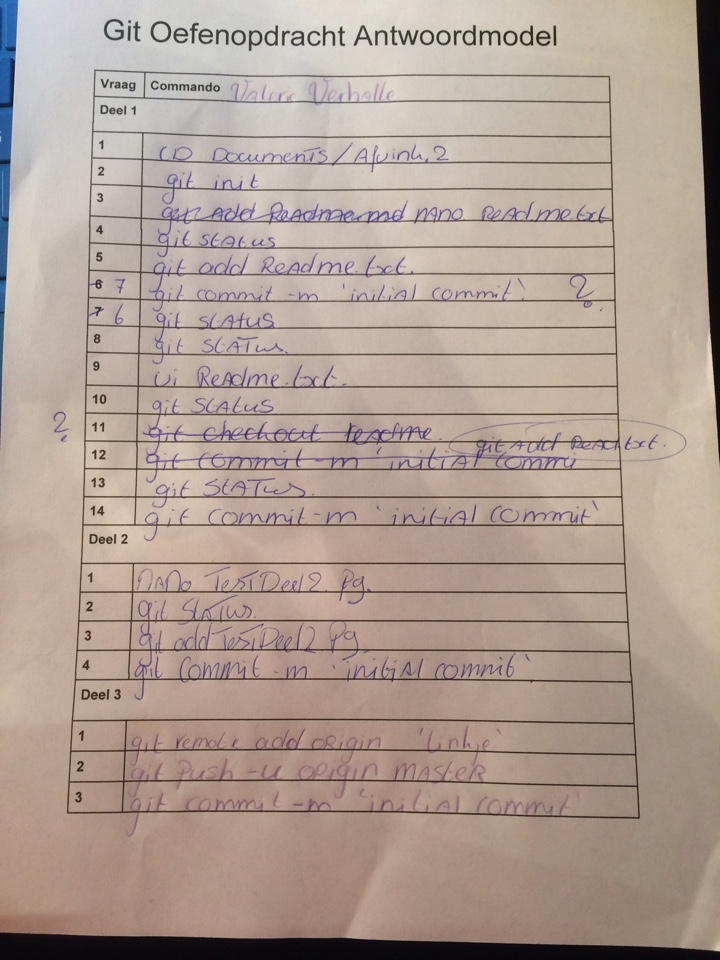 Git Oefenopdracht Antwoordmodel
Vraag Commando Valerie Verhalle
Deel 1
1 CD Documents/Afvink.2
2 git init
3 git add Readme.md nano Readme.txt
4 git status
5 git add Readme.txt.
6 7 git commit -m 'initial commit' ?
7 6 git status
8 git status.
9 vi Readme.txt.
10 git status
? 11 git checkout readme. git add Readme.txt.
12 git commit -m 'initial commi
13 git status.
14 git commit -m 'initial commit'
Deel 2
1 nano TestDeel2.pg.
2 git status.
3 git add TestDeel2.pg.
4 git commit -m 'initial commit'
Deel 3
1 git remote add origin 'linkje'
2 git push -u origin master
3 git commit -m 'initial commit'